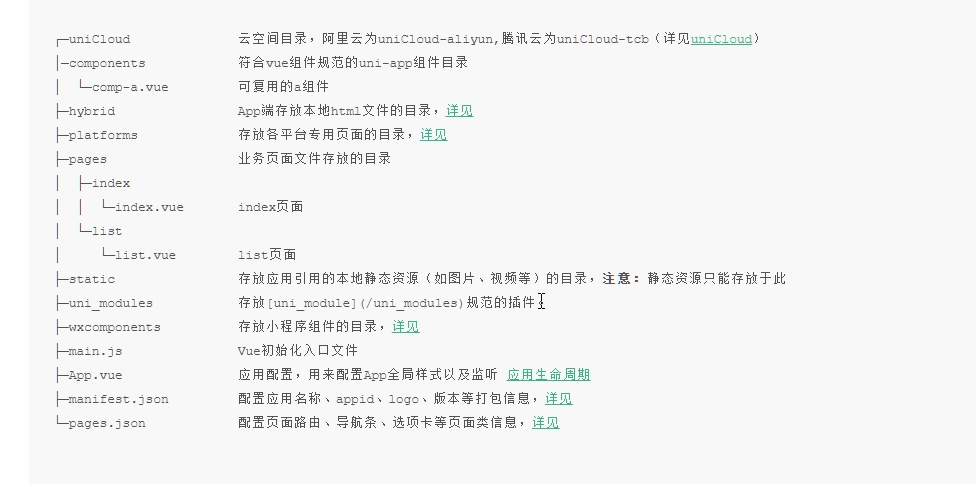 ┌─uniCloud 云空间目录，阿里云为uniCloud-aliyun,腾讯云为uniCloud-tcb（详见uniCloud）
│─components 符合vue组件规范的uni-app组件目录
│ └─comp-a.vue 可复用的a组件
├─hybrid App端存放本地html文件的目录，详见
├─platforms 存放各平台专用页面的目录，详见
├─pages 业务页面文件存放的目录
│ ├─index
│ │ └─index.vue index页面
│ └─list
│ └─list.vue list页面
├─static 存放应用引用的本地静态资源（如图片、视频等）的目录，注意：静态资源只能存放于此
├─uni_modules 存放[uni_module](/uni_modules)规范的插件。
├─wxcomponents 存放小程序组件的目录，详见
├─main.js Vue初始化入口文件
├─App.vue 应用配置，用来配置App全局样式以及监听 应用生命周期
├─manifest.json 配置应用名称、appid、logo、版本等打包信息，详见
└─pages.json 配置页面路由、导航条、选项卡等页面类信息，详见